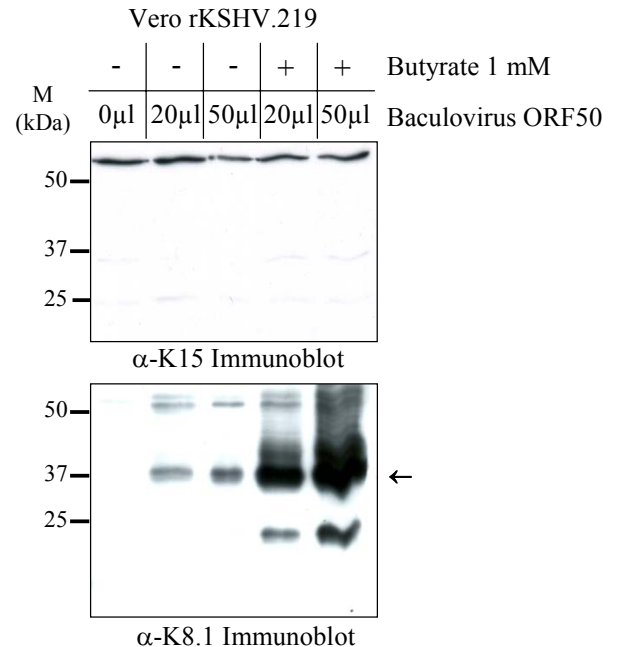 Vero rKSHV.219
- - - + + Butyrate 1 mM
M
(kDa)
0µl 20µl 50µl 20µl 50µl Baculovirus ORF50
50
37
25
α-K15 Immunoblot
50
37 ←
25
α-K8.1 Immunoblot